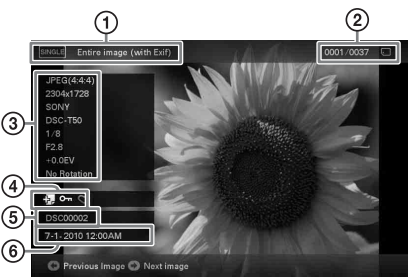 1
2
SINGLE Entire image (with Exif)
0001/0037
3
JPEG(4:4:4)
2304x1728
SONY
DSC-T50
1/8
F2.8
+0.0EV
No Rotation
4
5
DSC00002
6
7-1-2010 12:00AM
Previous Image Next image